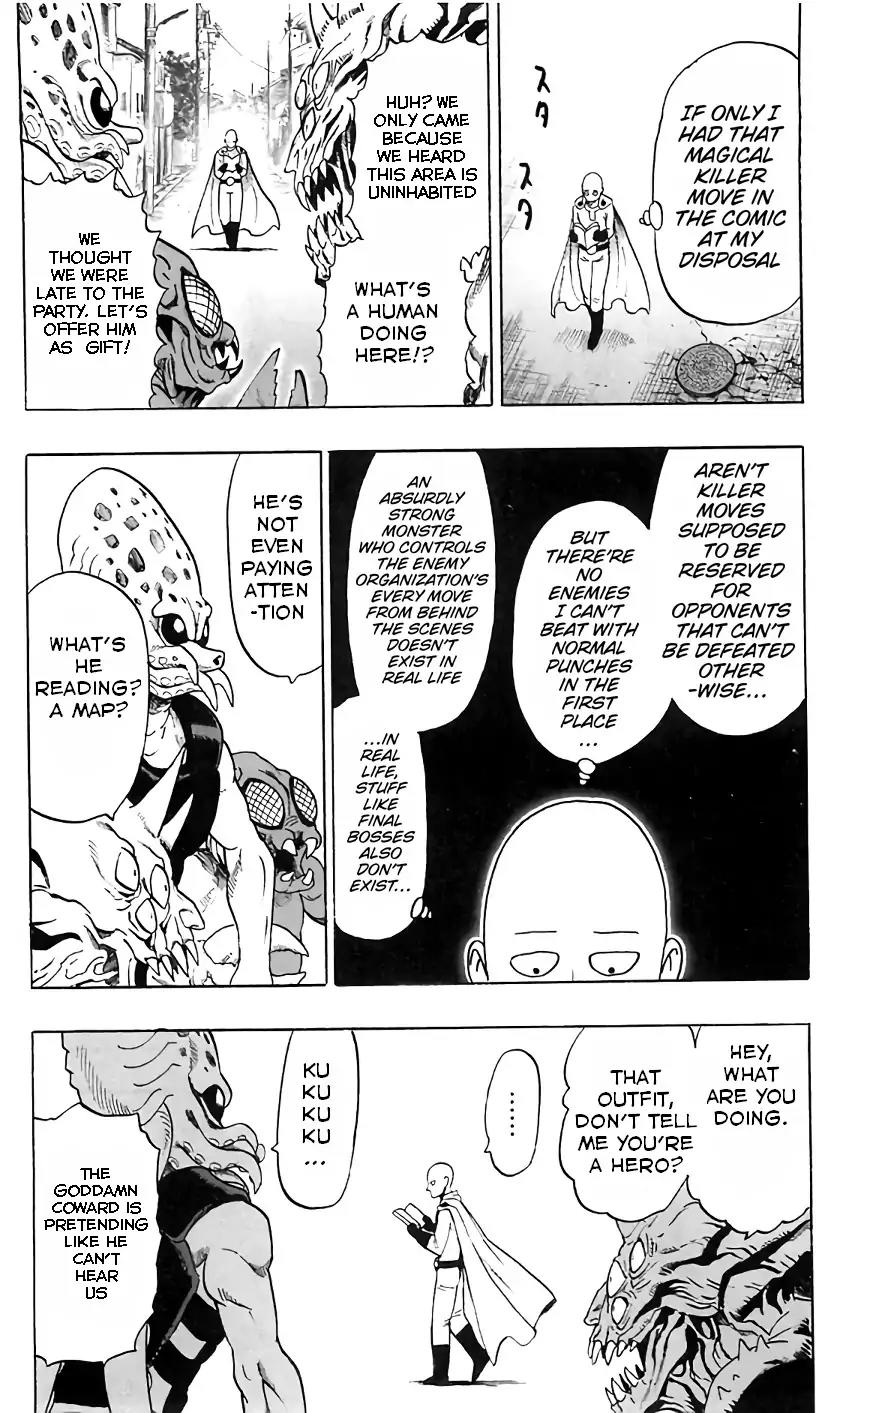 IF ONLY I
HAD THAT
MAGICAL
KILLER
MOVE IN
THE COMIC
AT MY
DISPOSAL
スタ
スタ
HUH? WE
ONLY CAME
BECAUSE
WE HEARD
THIS AREA IS
UNINHABITED
WHAT'S
A HUMAN
DOING
HERE!?
WE
THOUGHT
WE WERE
LATE TO THE
PARTY. LET'S
OFFER HIM
AS GIFT!
AREN'T
KILLER
MOVES
SUPPOSED
TO BE
RESERVED
FOR
OPPONENTS
THAT CAN'T
BE DEFEATED
OTHER
-WISE...
BUT
THERE'RE
NO
ENEMIES
I CAN'T
BEAT WITH
NORMAL
PUNCHES
IN THE
FIRST
PLACE
...
AN
ABSURDLY
STRONG
MONSTER
WHO CONTROLS
THE ENEMY
ORGANIZATION'S
EVERY MOVE
FROM BEHIND
THE SCENES
DOESN'T
EXIST IN
REAL LIFE
...IN
REAL
LIFE,
STUFF
LIKE
FINAL
BOSSES
ALSO
DON'T
EXIST...
HE'S
NOT
EVEN
PAYING
ATTEN
-TION
WHAT'S
HE
READING?
A MAP?
HEY,
WHAT
ARE YOU
DOING.
THAT
OUTFIT,
DON'T TELL
ME YOU'RE
A HERO?
......
KU
KU
KU
KU
...
THE
GODDAMN
COWARD IS
PRETENDING
LIKE HE
CAN'T
HEAR
US